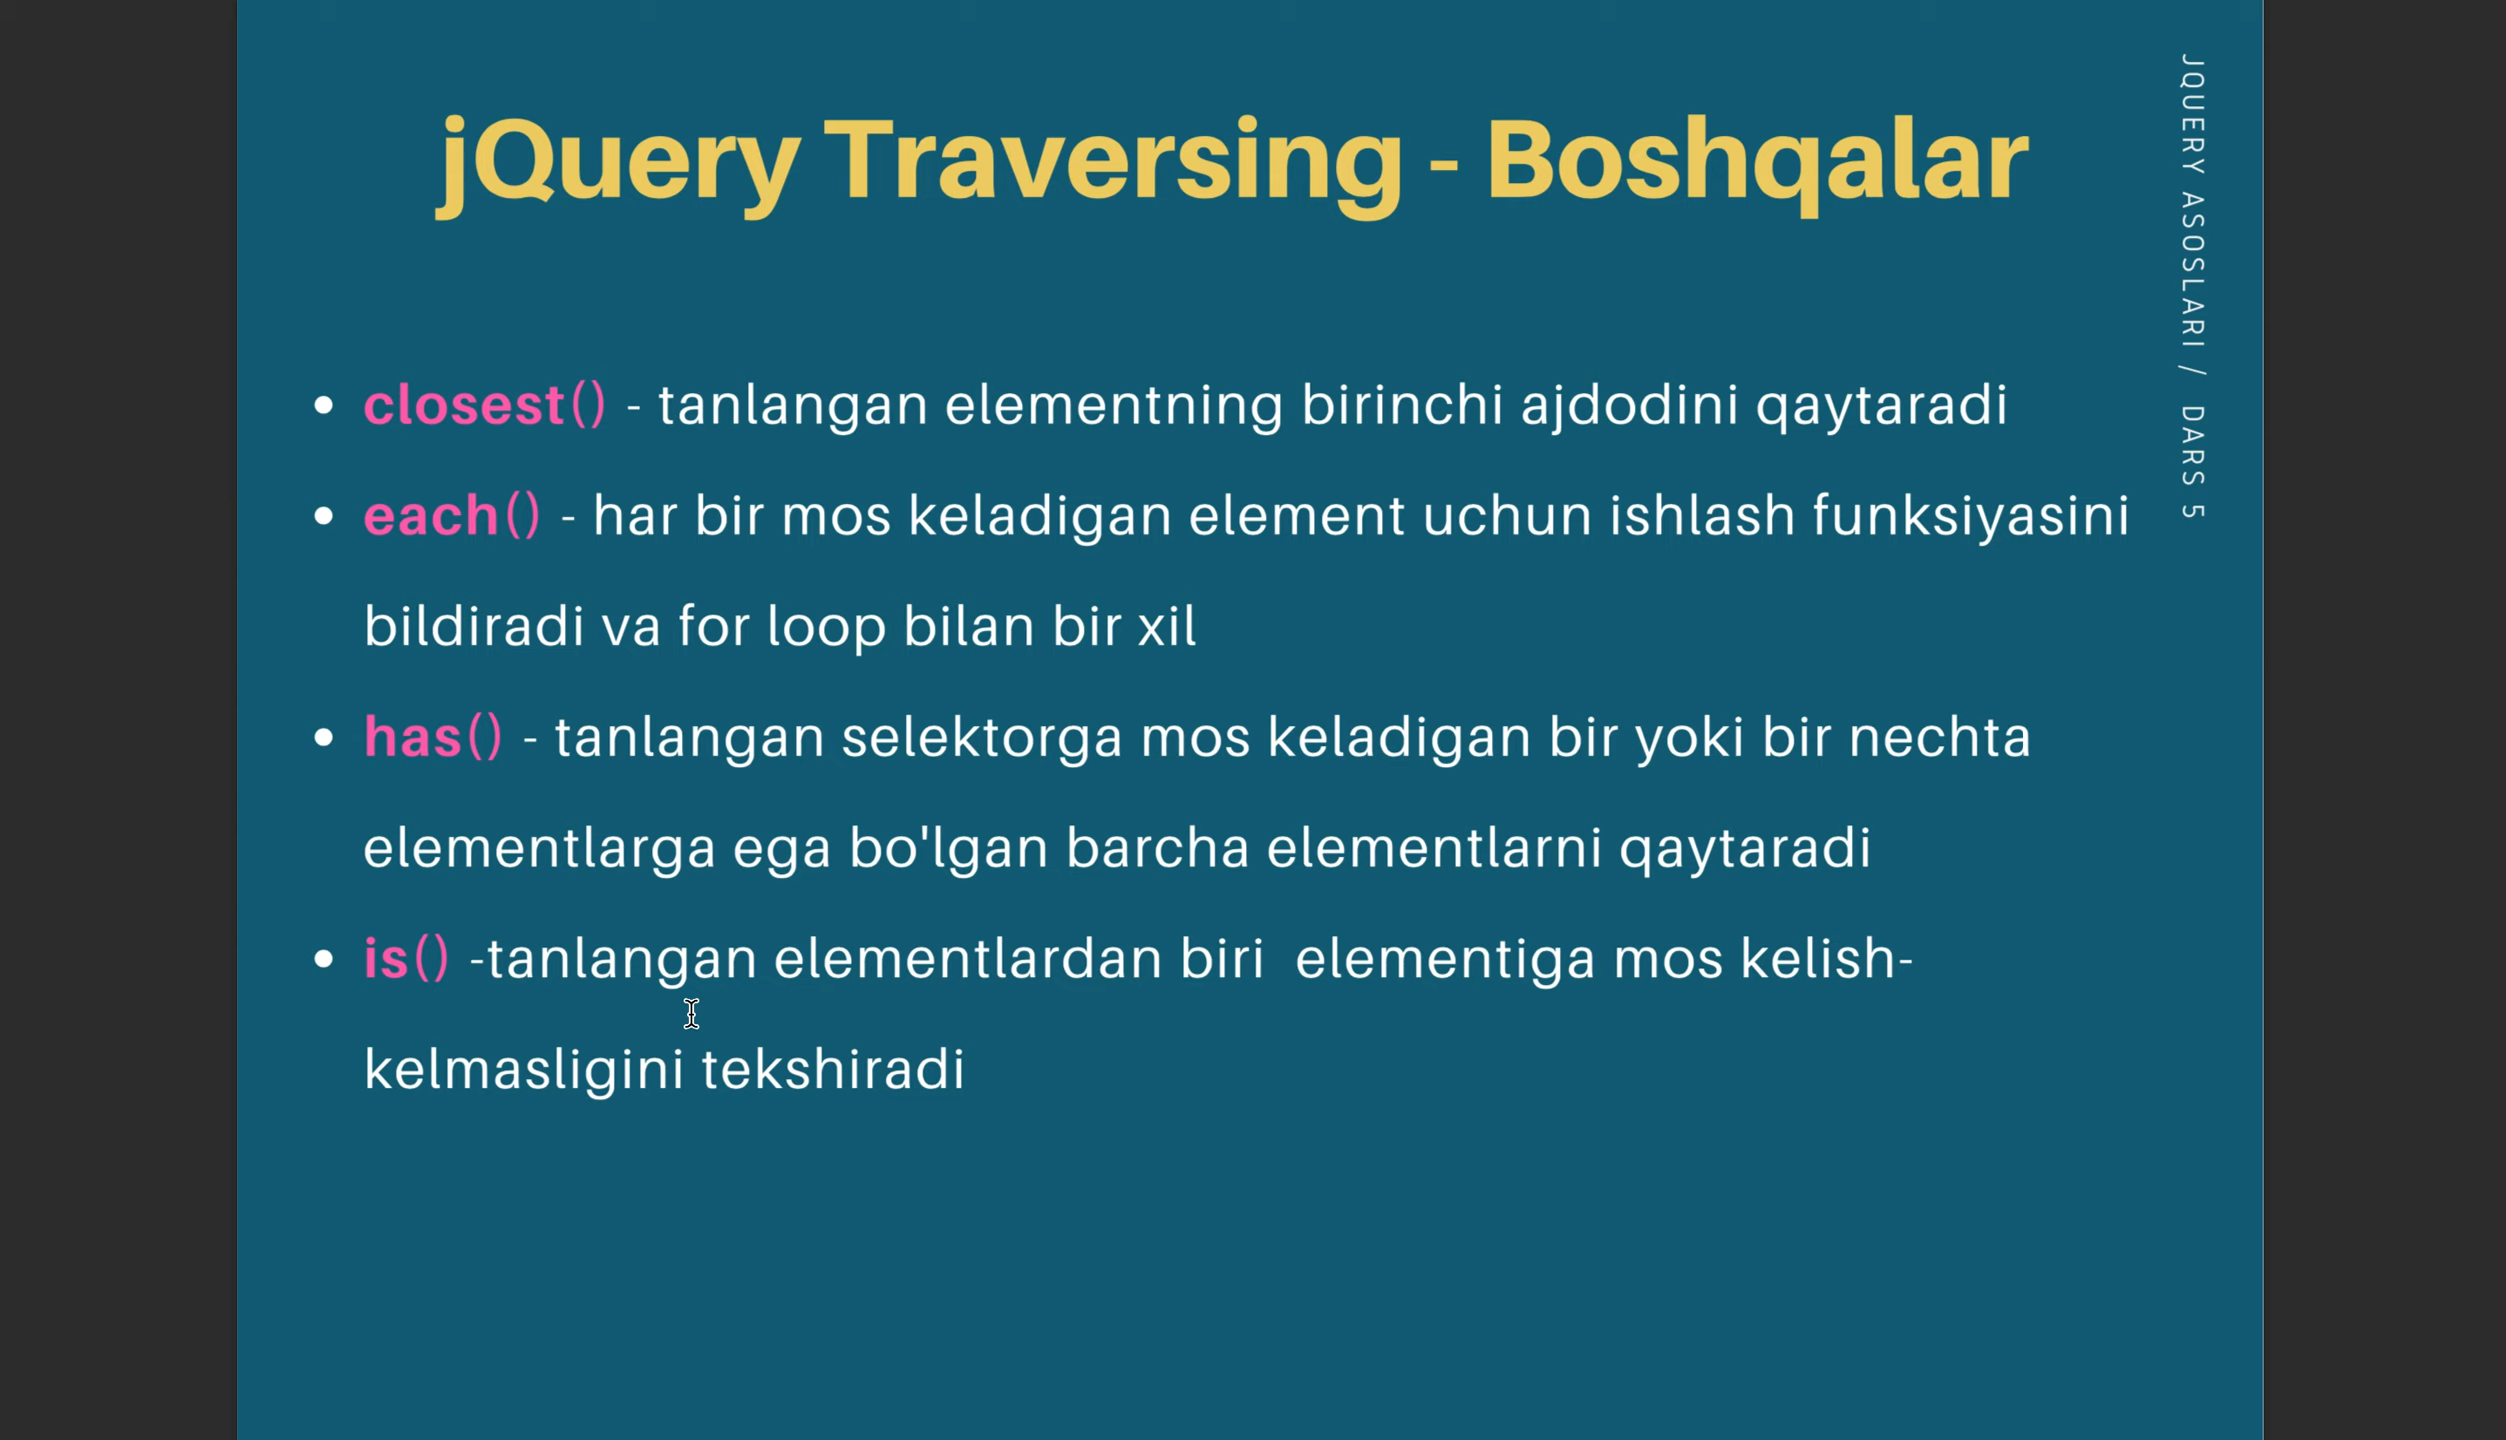 jQuery Traversing - Boshqalar
JQUERY ASOSLARI / DARS 5
• closest() - tanlangan elementning birinchi ajdodini qaytaradi
• each() - har bir mos keladigan element uchun ishlash funksiyasini
bildiradi va for loop bilan bir xil
• has() - tanlangan selektorga mos keladigan bir yoki bir nechta
elementlarga ega bo'lgan barcha elementlarni qaytaradi
• is() -tanlangan elementlardan biri  elementiga mos kelish-
kelmasligini tekshiradi